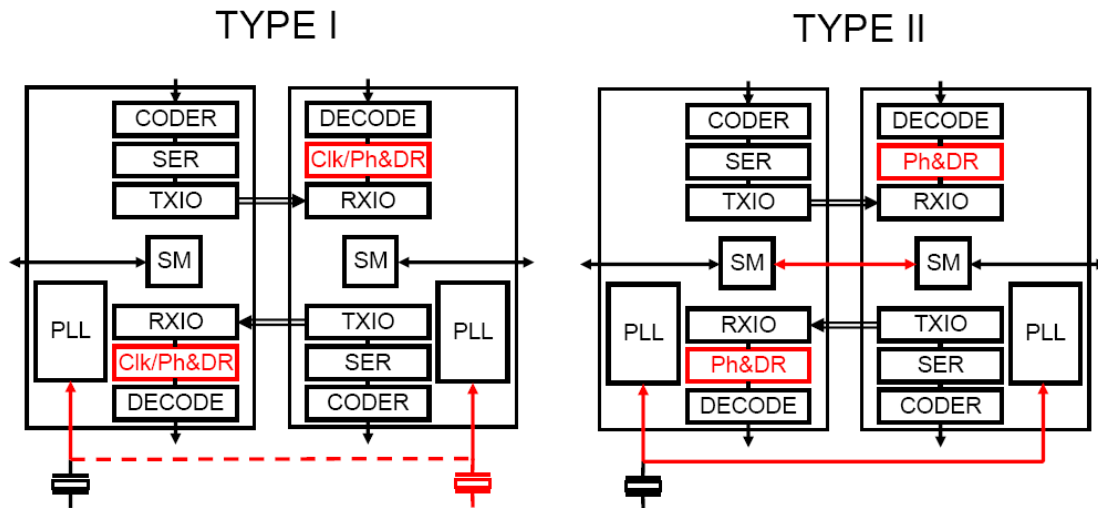 TYPE I
TYPE II
CODER
DECODE
CODER
DECODE
SER
Clk/Ph&DR
SER
Ph&DR
TXIO
RXIO
TXIO
RXIO
SM
SM
SM
SM
PLL
RXIO
TXIO
PLL
PLL
RXIO
TXIO
PLL
Clk/Ph&DR
SER
Ph&DR
SER
DECODE
CODER
DECODE
CODER